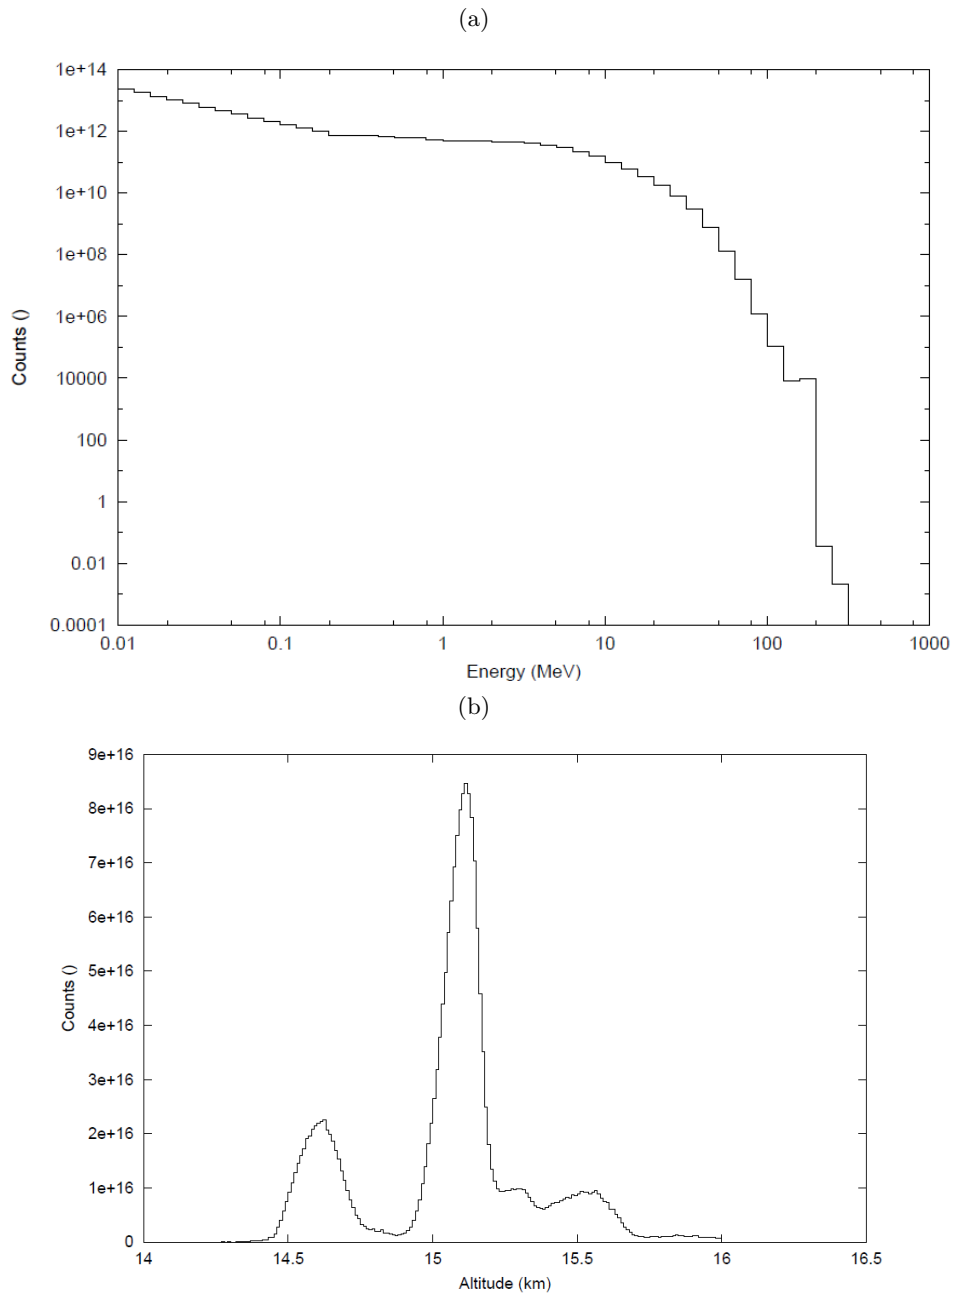 (a)
1e+14
1e+12
1e+10
1e+08
1e+06
10000
100
1
0.01
0.0001
Counts ()
0.01 0.1 1 10 100 1000
Energy (MeV)
(b)
9e+16
8e+16
7e+16
6e+16
5e+16
4e+16
3e+16
2e+16
1e+16
0
Counts ()
14 14.5 15 15.5 16 16.5
Altitude (km)